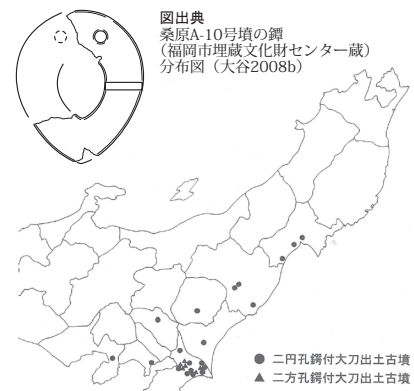 図出典
桑原A-10号墳の鐔
(福岡市埋蔵文化財センター蔵)
分布図(大谷2008b)
● 二円孔鍔付大刀出土古墳
▲ 二方孔鍔付大刀出土古墳